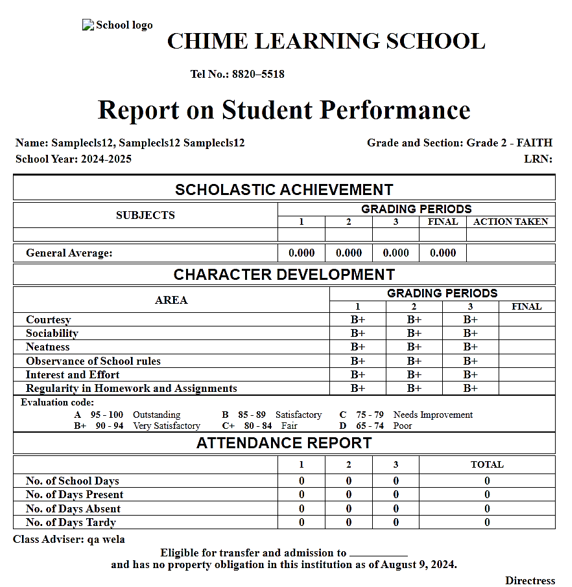 School logo
CHIME LEARNING SCHOOL
Tel No.: 8820–5518
Report on Student Performance
Name: Samplecls12, Samplecls12 Samplecls12 Grade and Section: Grade 2 - FAITH
School Year: 2024-2025 LRN:
SCHOLASTIC ACHIEVEMENT
SUBJECTS GRADING PERIODS
1 2 3 FINAL ACTION TAKEN
General Average: 0.000 0.000 0.000 0.000
CHARACTER DEVELOPMENT
AREA GRADING PERIODS
1 2 3 FINAL
Courtesy B+ B+ B+
Sociability B+ B+ B+
Neatness B+ B+ B+
Observance of School rules B+ B+ B+
Interest and Effort B+ B+ B+
Regularity in Homework and Assignments B+ B+ B+
Evaluation code:
A 95 - 100 Outstanding B 85 - 89 Satisfactory C 75 - 79 Needs Improvement
B+ 90 - 94 Very Satisfactory C+ 80 - 84 Fair D 65 - 74 Poor
ATTENDANCE REPORT
1 2 3 TOTAL
No. of School Days 0 0 0 0
No. of Days Present 0 0 0 0
No. of Days Absent 0 0 0 0
No. of Days Tardy 0 0 0 0
Class Adviser: qa wela
Eligible for transfer and admission to __________
and has no property obligation in this institution as of August 9, 2024.
Directress